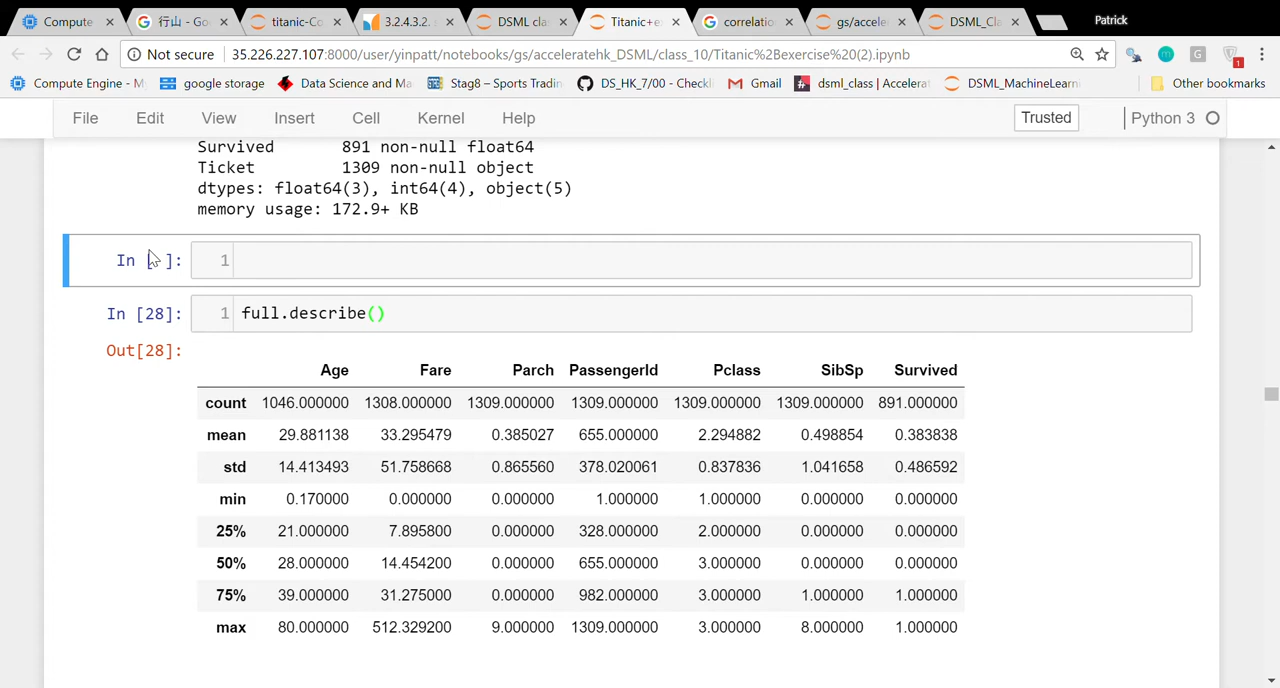 Compute
行山 - Go
titanic-Co
3.2.4.3.2.
DSML cla
Titanic+e
correlatio
gs/accele
DSML_Cla
Patrick
Not secure 35.226.227.107:8000/user/yinpatt/notebooks/gs/acceleratehk_DSML/class_10/Titanic%2Bexercise%20(2).ipynb
1
Compute Engine - My
google storage
Data Science and Ma
Stag8 – Sports Tradin
DS_HK_7/00 - Checkli
Gmail
dsml_class | Accelerat
DSML_MachineLearni
Other bookmarks
File Edit View Insert Cell Kernel Help Trusted Python 3
Survived 891 non-null float64
Ticket 1309 non-null object
dtypes: float64(3), int64(4), object(5)
memory usage: 172.9+ KB
In [ ]: 1
In [28]: 1 full.describe()
Out[28]:
Age Fare Parch PassengerId Pclass SibSp Survived
count 1046.000000 1308.000000 1309.000000 1309.000000 1309.000000 1309.000000 891.000000
mean 29.881138 33.295479 0.385027 655.000000 2.294882 0.498854 0.383838
std 14.413493 51.758668 0.865560 378.020061 0.837836 1.041658 0.486592
min 0.170000 0.000000 0.000000 1.000000 1.000000 0.000000 0.000000
25% 21.000000 7.895800 0.000000 328.000000 2.000000 0.000000 0.000000
50% 28.000000 14.454200 0.000000 655.000000 3.000000 0.000000 0.000000
75% 39.000000 31.275000 0.000000 982.000000 3.000000 1.000000 1.000000
max 80.000000 512.329200 9.000000 1309.000000 3.000000 8.000000 1.000000